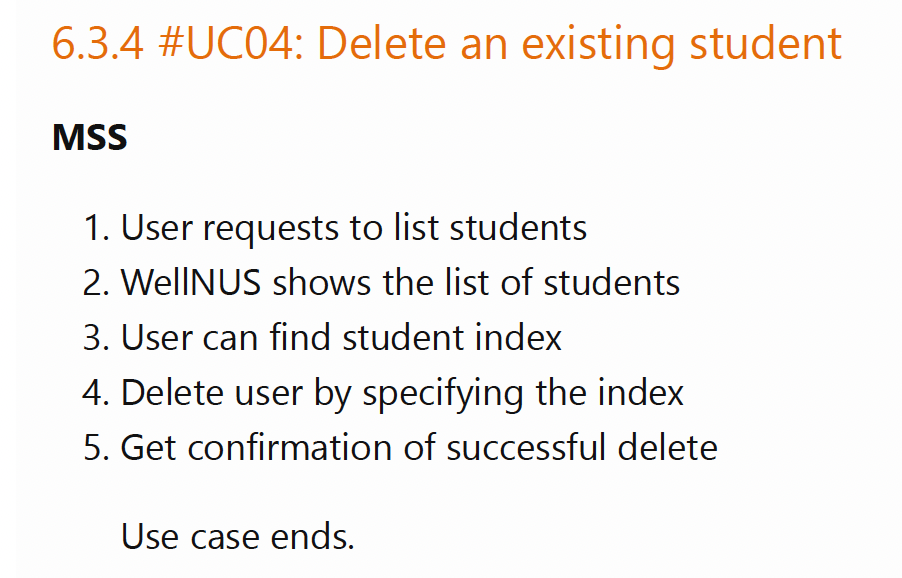 6.3.4 #UC04: Delete an existing student
MSS
1. User requests to list students
2. WellNUS shows the list of students
3. User can find student index
4. Delete user by specifying the index
5. Get confirmation of successful delete
Use case ends.